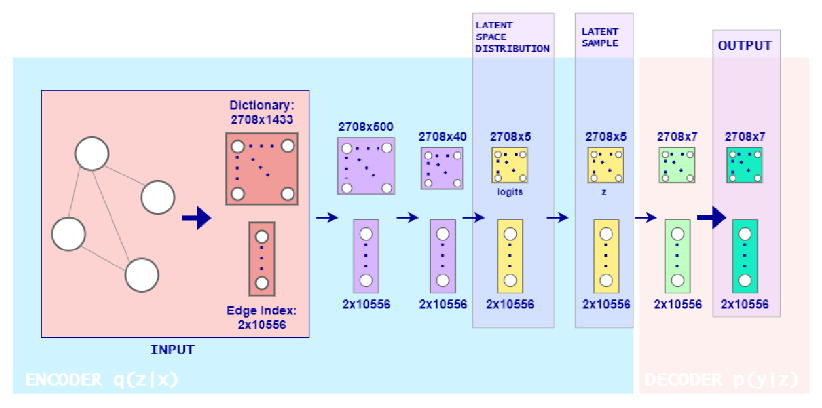 LATENT
SPACE
DISTRIBUTION
LATENT
SAMPLE
OUTPUT
Dictionary:
2708x1433
2708x500
2708x40
2708x5
2708x5
2708x7
2708x7
logits
z
Edge Index:
2x10556
2x10556
2x10556
2x10556
2x10556
2x10556
2x10556
INPUT
ENCODER q(z|x)
DECODER p(y|z)